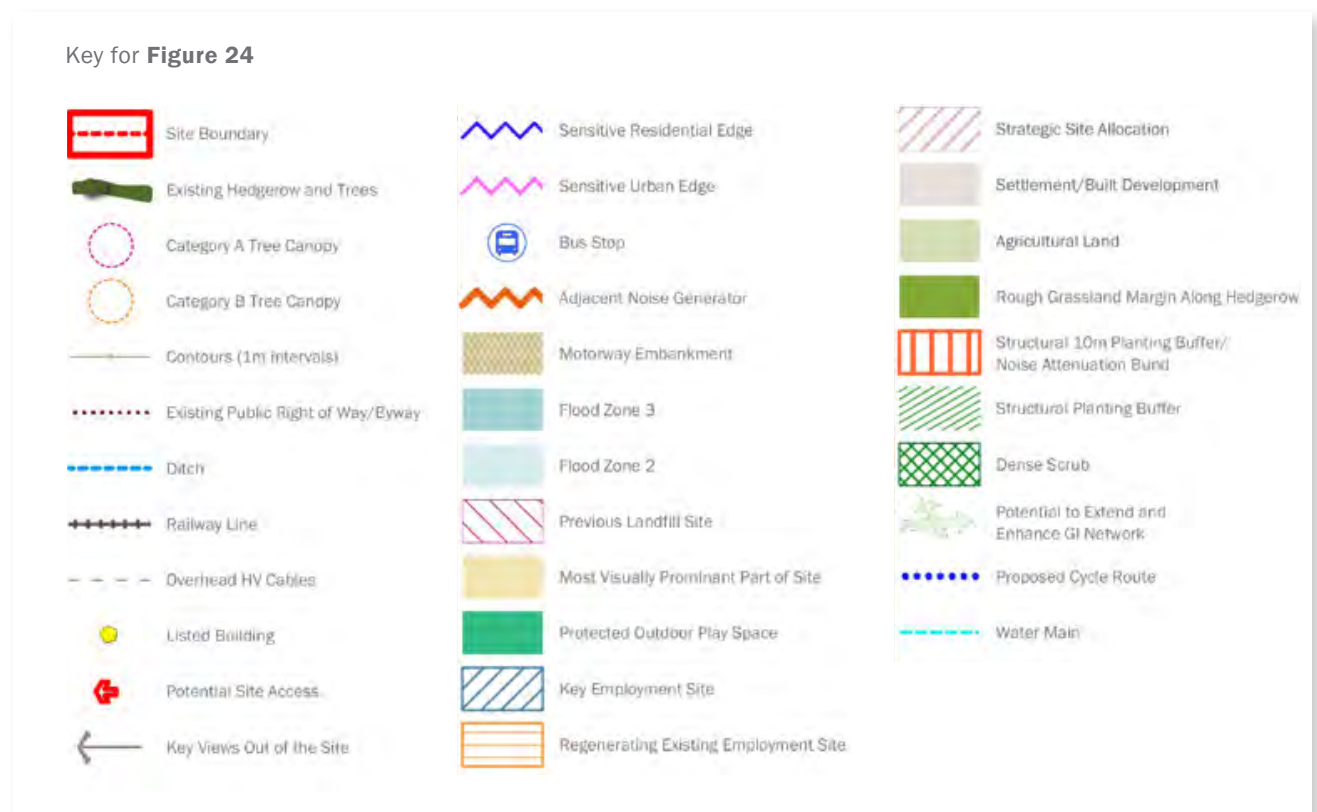 Key for Figure 24
Site Boundary
Existing Hedgerow and Trees
Category A Tree Canopy
Category B Tree Canopy
Contours (1m intervals)
Existing Public Right of Way/Byway
Ditch
Railway Line
Overhead HV Cables
Listed Building
Potential Site Access
Key Views Out of the Site
Sensitive Residential Edge
Sensitive Urban Edge
Bus Stop
Adjacent Noise Generator
Motorway Embankment
Flood Zone 3
Flood Zone 2
Previous Landfill Site
Most Visually Prominant Part of Site
Protected Outdoor Play Space
Key Employment Site
Regenerating Existing Employment Site
Strategic Site Allocation
Settlement/Built Development
Agricultural Land
Rough Grassland Margin Along Hedgerow
Structural 10m Planting Buffer/
Noise Attenuation Bund
Structural Planting Buffer
Dense Scrub
Potential to Extend and
Enhance GI Network
Proposed Cycle Route
Water Main